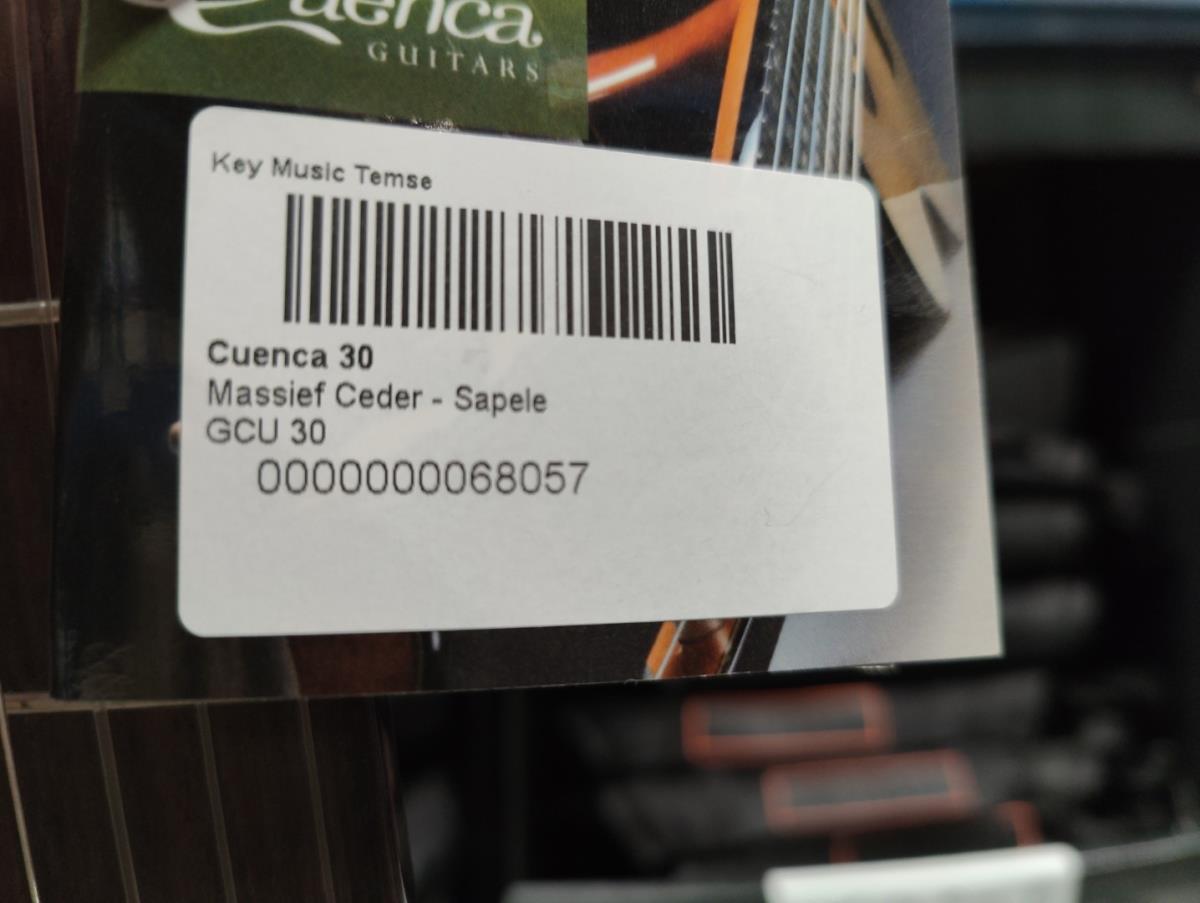 Cuenca
GUITARS
Key Music Temse
Cuenca 30
Massief Ceder - Sapele
GCU 30
0000000068057